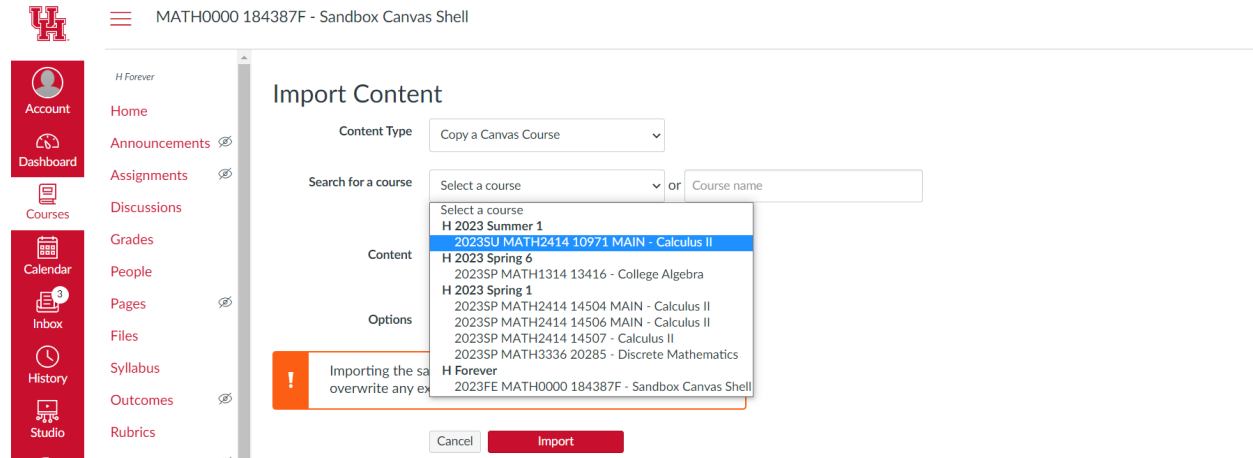 UH
MATH0000 184387F - Sandbox Canvas Shell
Account
Dashboard
Courses
Calendar
3
Inbox
History
Studio
H Forever
Home
Announcements
Assignments
Discussions
Grades
People
Pages
Files
Syllabus
Outcomes
Rubrics
Import Content
Content Type
Copy a Canvas Course
Search for a course
Select a course
or
Course name
Select a course
H 2023 Summer 1
2023SU MATH2414 10971 MAIN - Calculus II
H 2023 Spring 6
2023SP MATH1314 13416 - College Algebra
H 2023 Spring 1
2023SP MATH2414 14504 MAIN - Calculus II
2023SP MATH2414 14506 MAIN - Calculus II
2023SP MATH2414 14507 - Calculus II
2023SP MATH3336 20285 - Discrete Mathematics
H Forever
2023FE MATH0000 184387F - Sandbox Canvas Shell
Content
Options
!
Importing the sa
overwrite any ex
Cancel
Import